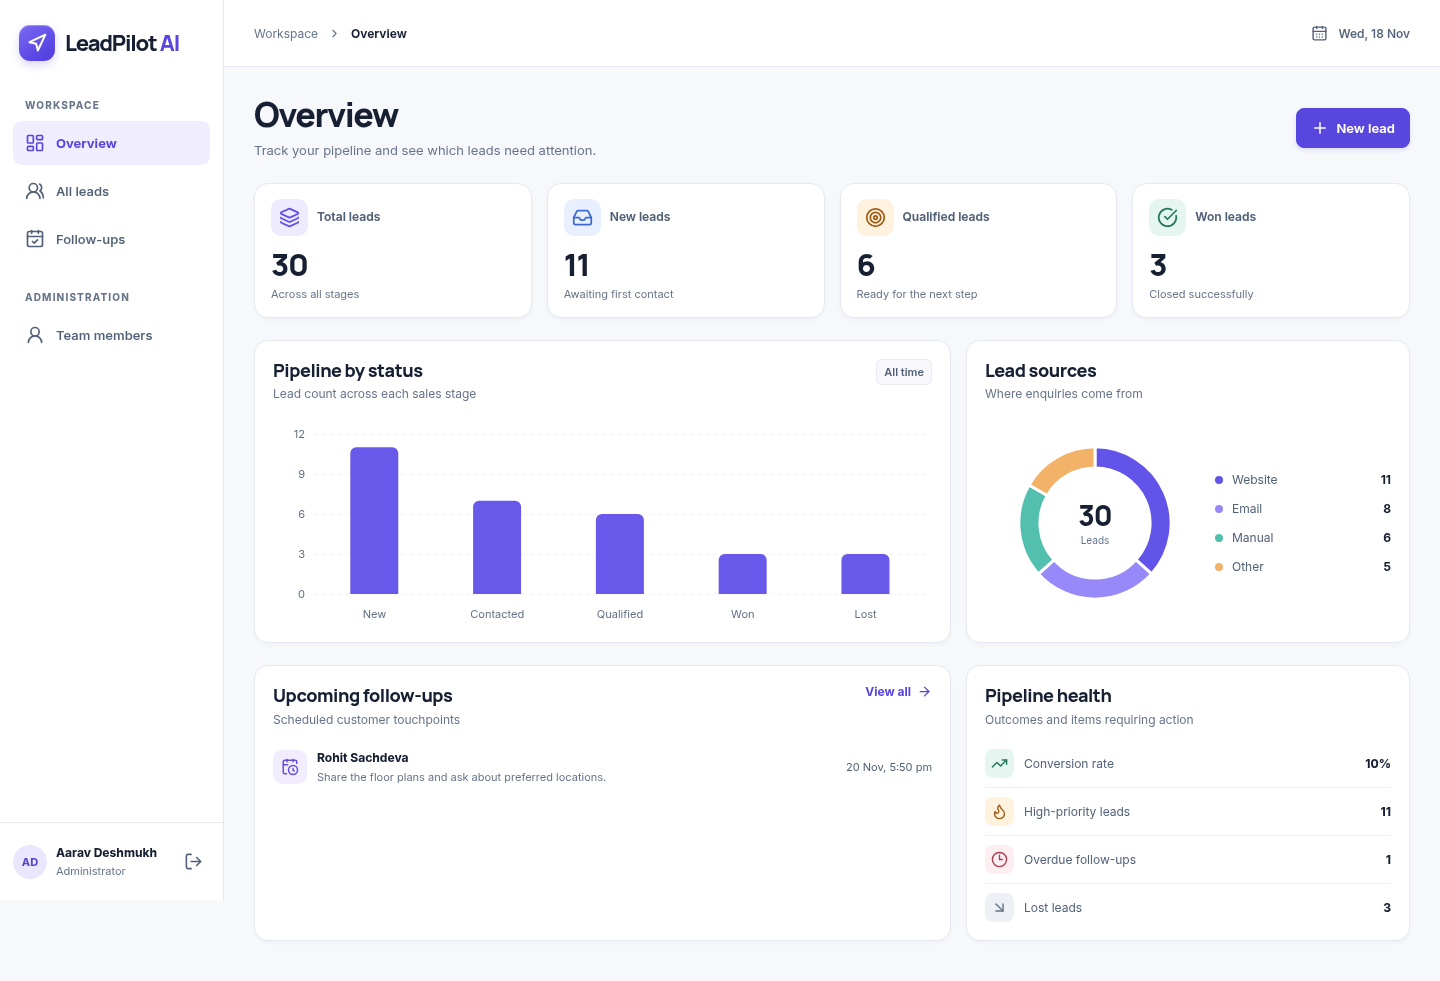 LeadPilot AI
WORKSPACE
Overview
All leads
Follow-ups
ADMINISTRATION
Team members
AD
Aarav Deshmukh
Administrator
Workspace > Overview
Wed, 18 Nov
Overview
Track your pipeline and see which leads need attention.
+ New lead
Total leads
30
Across all stages
New leads
11
Awaiting first contact
Qualified leads
6
Ready for the next step
Won leads
3
Closed successfully
Pipeline by status
All time
Lead count across each sales stage
12
9
6
3
0
New Contacted Qualified Won Lost
Lead sources
Where enquiries come from
30
Leads
Website 11
Email 8
Manual 6
Other 5
Upcoming follow-ups
View all →
Scheduled customer touchpoints
Rohit Sachdeva
Share the floor plans and ask about preferred locations.
20 Nov, 5:50 pm
Pipeline health
Outcomes and items requiring action
Conversion rate 10%
High-priority leads 11
Overdue follow-ups 1
Lost leads 3